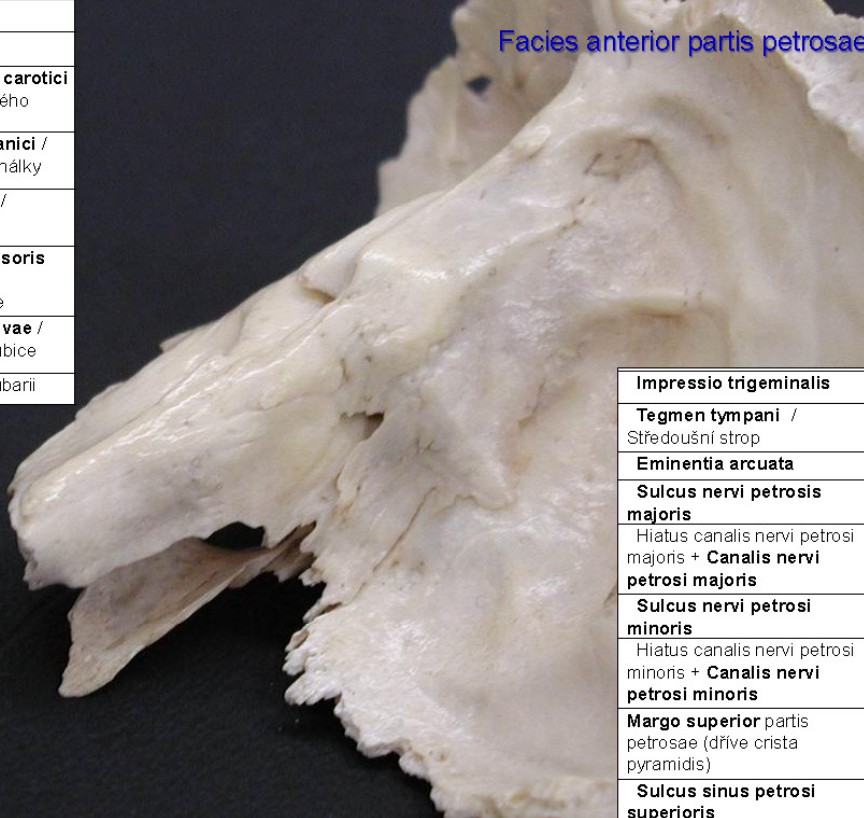 Facies anterior partis petrosae
carotici
ého
anici /
nálky
/
soris
e
vae /
ubice
ubarii
Impressio trigeminalis
Tegmen tympani /
Středoušní strop
Eminentia arcuata
Sulcus nervi petrosis
majoris
Hiatus canalis nervi petrosi
majoris + Canalis nervi
petrosi majoris
Sulcus nervi petrosi
minoris
Hiatus canalis nervi petrosi
minoris + Canalis nervi
petrosi minoris
Margo superior partis
petrosae (dříve crista
pyramidis)
Sulcus sinus petrosi
superioris